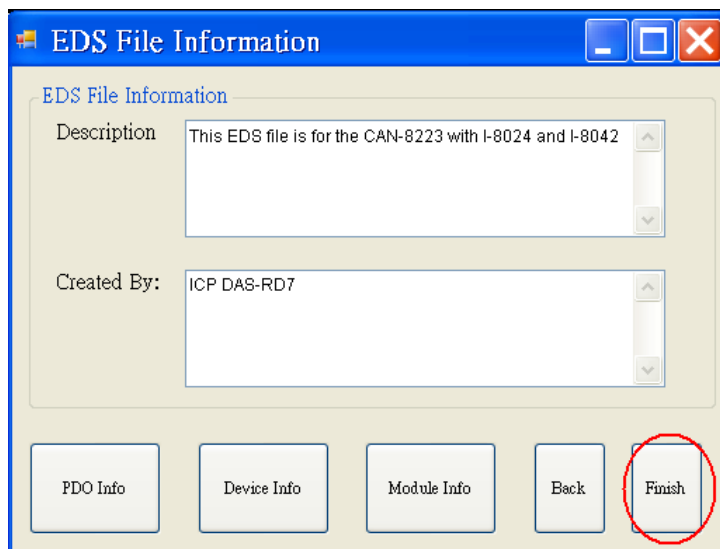 EDS File Information
EDS File Information
Description
This EDS file is for the CAN-8223 with I-8024 and I-8042
Created By:
ICP DAS-RD7
PDO Info
Device Info
Module Info
Back
Finish